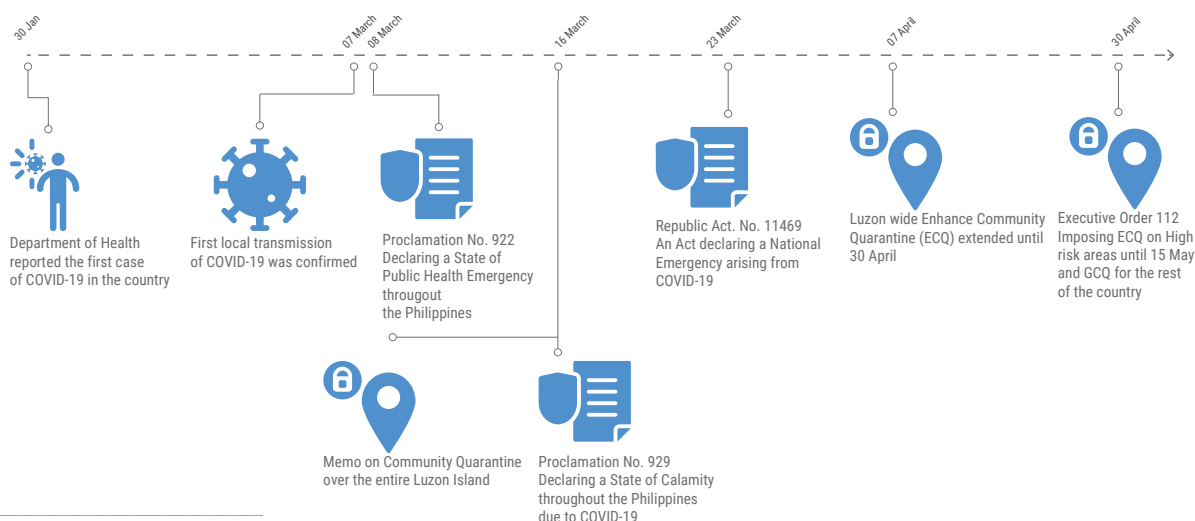 30 Jan
07 March
08 March
16 March
23 March
07 April
30 April
Department of Health
reported the first case
of COVID-19 in the country
First local transmission
of COVID-19 was confirmed
Proclamation No. 922
Declaring a State of
Public Health Emergency
througout
the Philippines
Republic Act. No. 11469
An Act declaring a National
Emergency arising from
COVID-19
Luzon wide Enhance Community
Quarantine (ECQ) extended until
30 April
Executive Order 112
Imposing ECQ on High
risk areas until 15 May
and GCQ for the rest
of the country
Memo on Community Quarantine
over the entire Luzon Island
Proclamation No. 929
Declaring a State of Calamity
throughout the Philippines
due to COVID-19